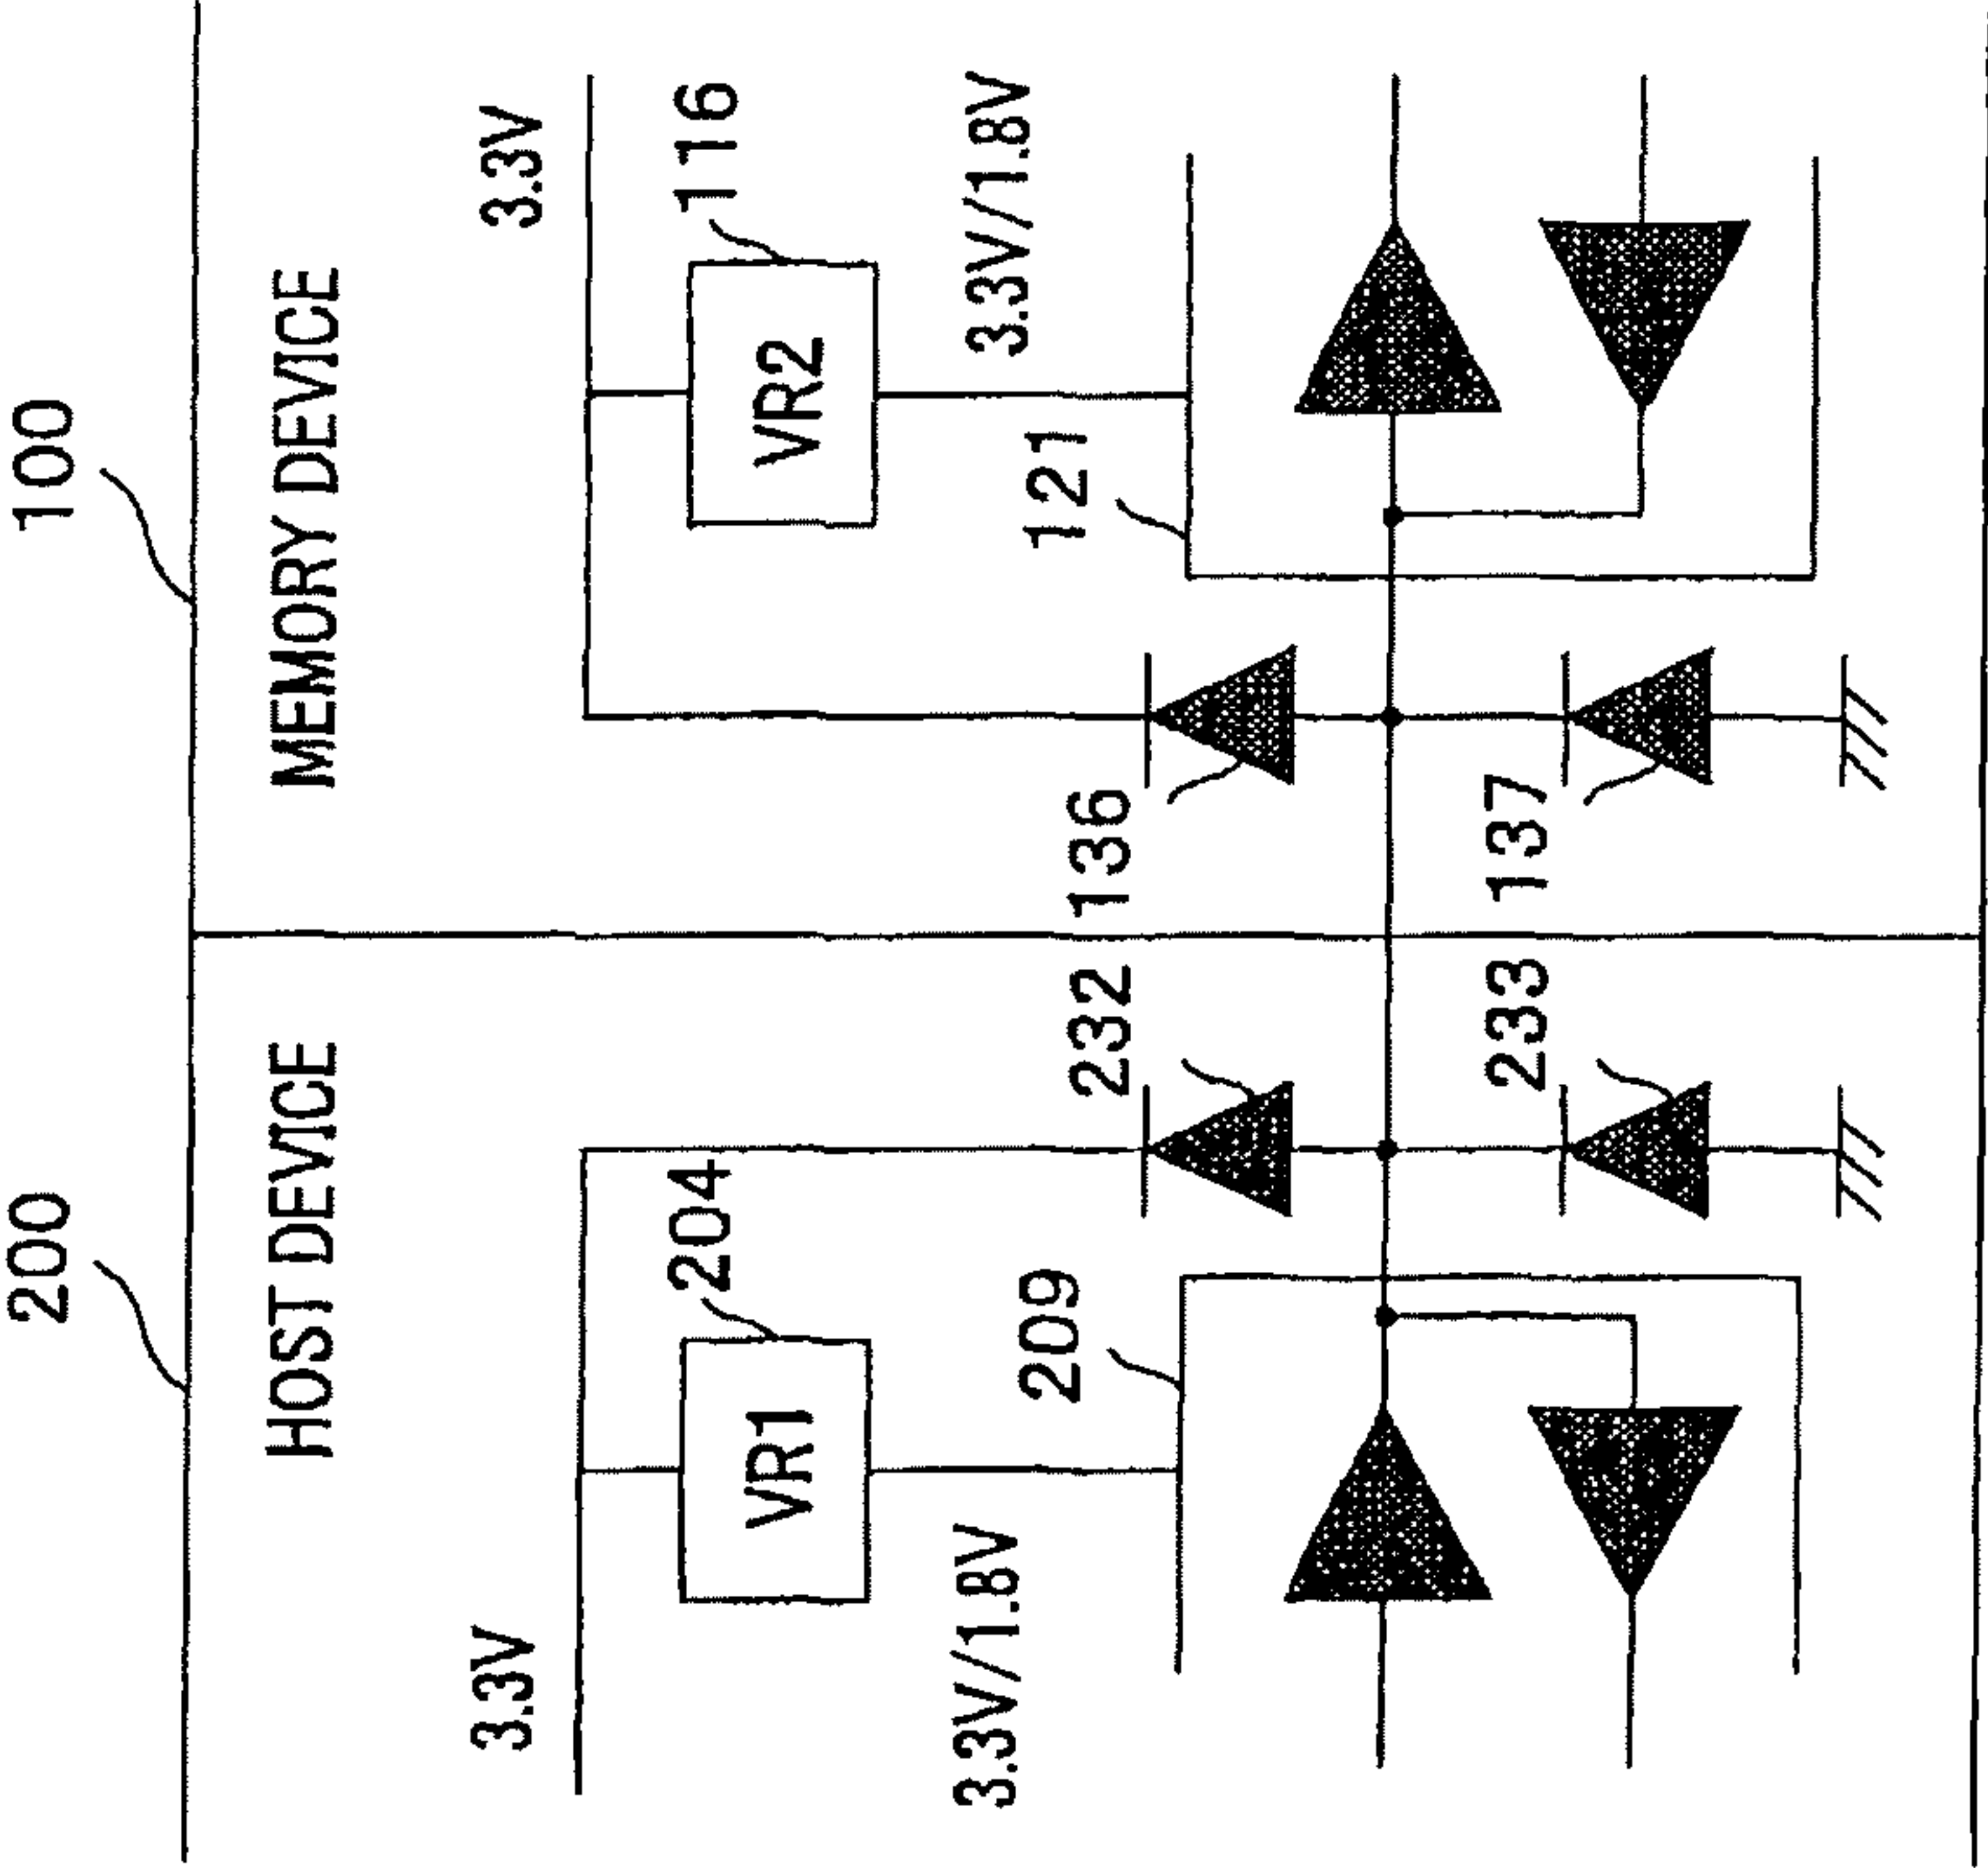 200
100
HOST DEVICE
MEMORY DEVICE
3.3V
3.3V
204
116
VR1
VR2
3.3V/1.8V
3.3V/1.8V
209
121
232
136
233
137